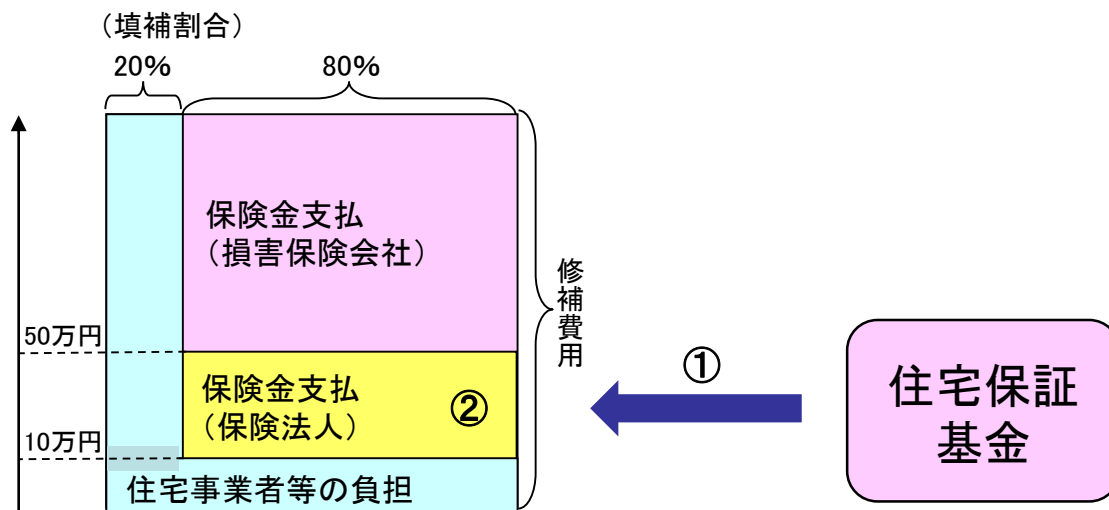 （填補割合）
20%
80%
保険金支払
（損害保険会社）
修補費用
50万円
保険金支払
（保険法人）
②
①
住宅保証
基金
10万円
住宅事業者等の負担